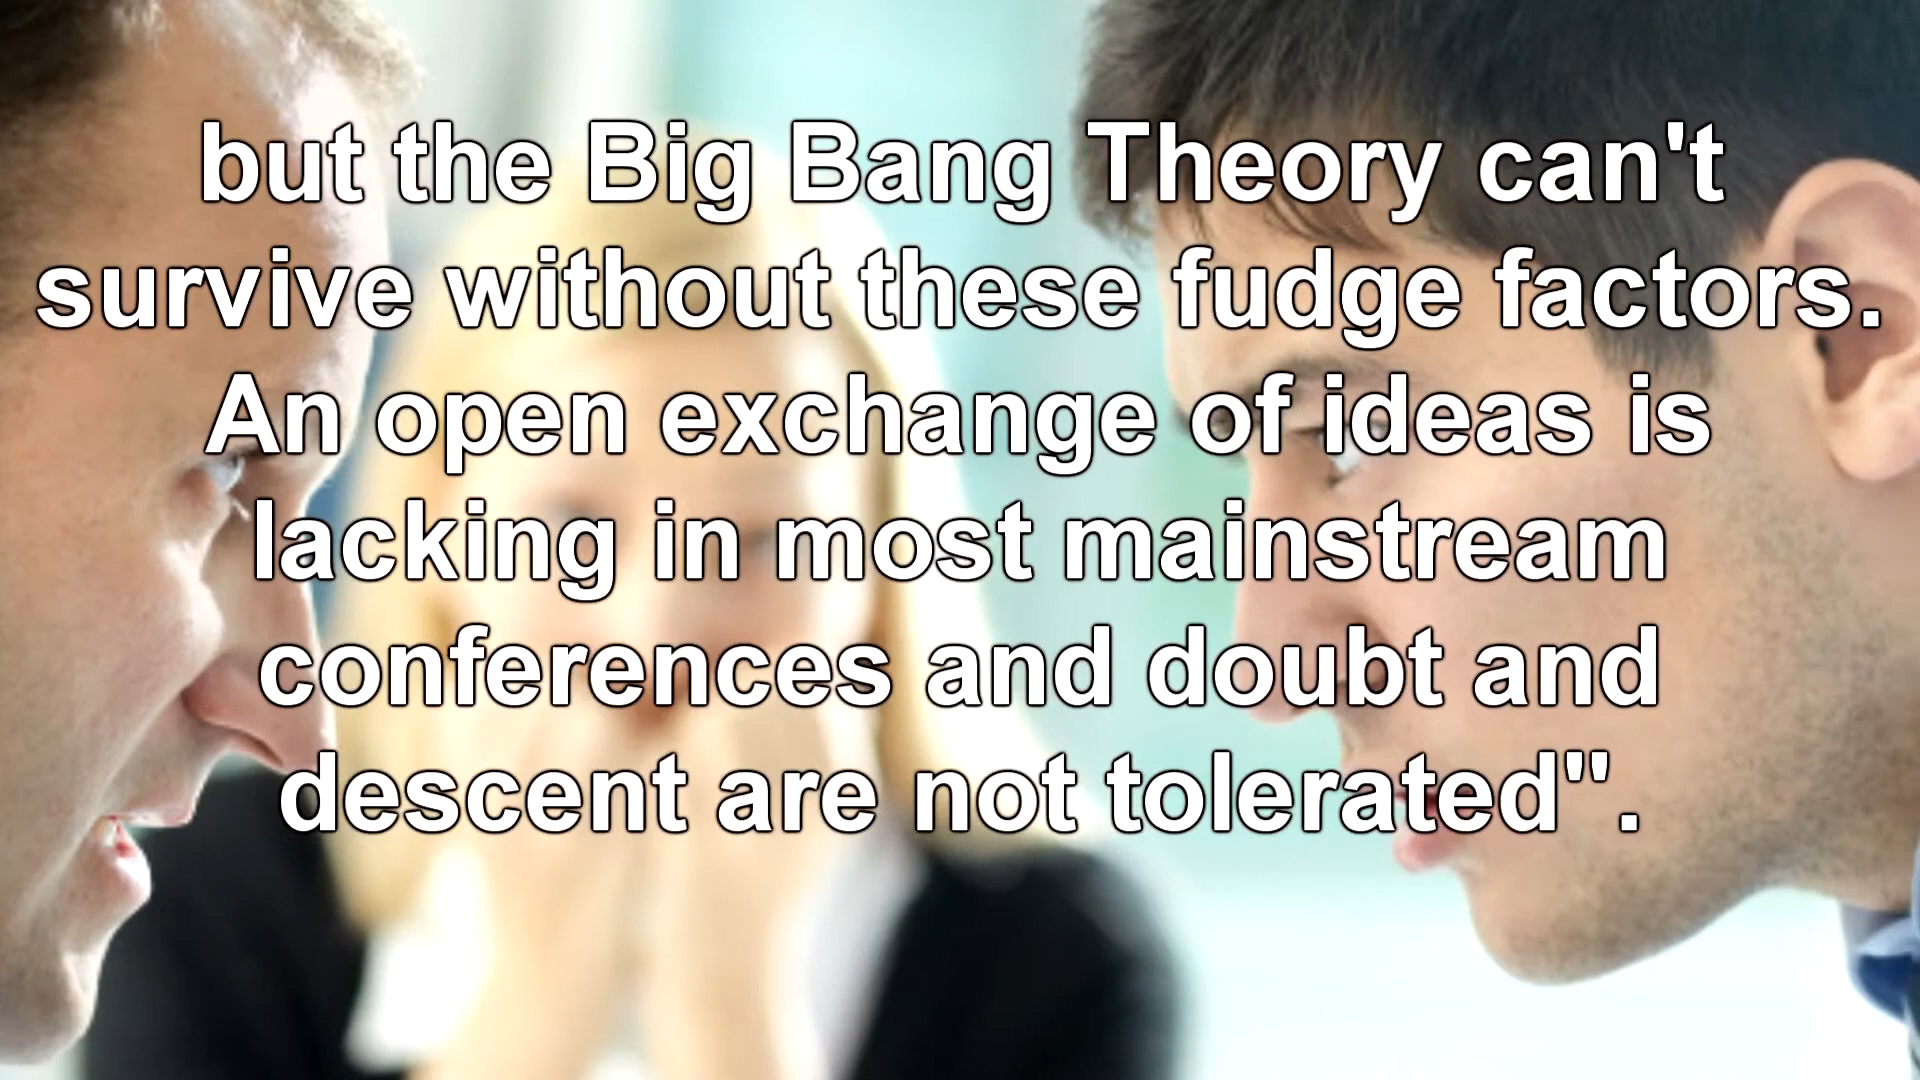 but the Big Bang Theory can't
survive without these fudge factors.
An open exchange of ideas is
lacking in most mainstream
conferences and doubt and
descent are not tolerated".